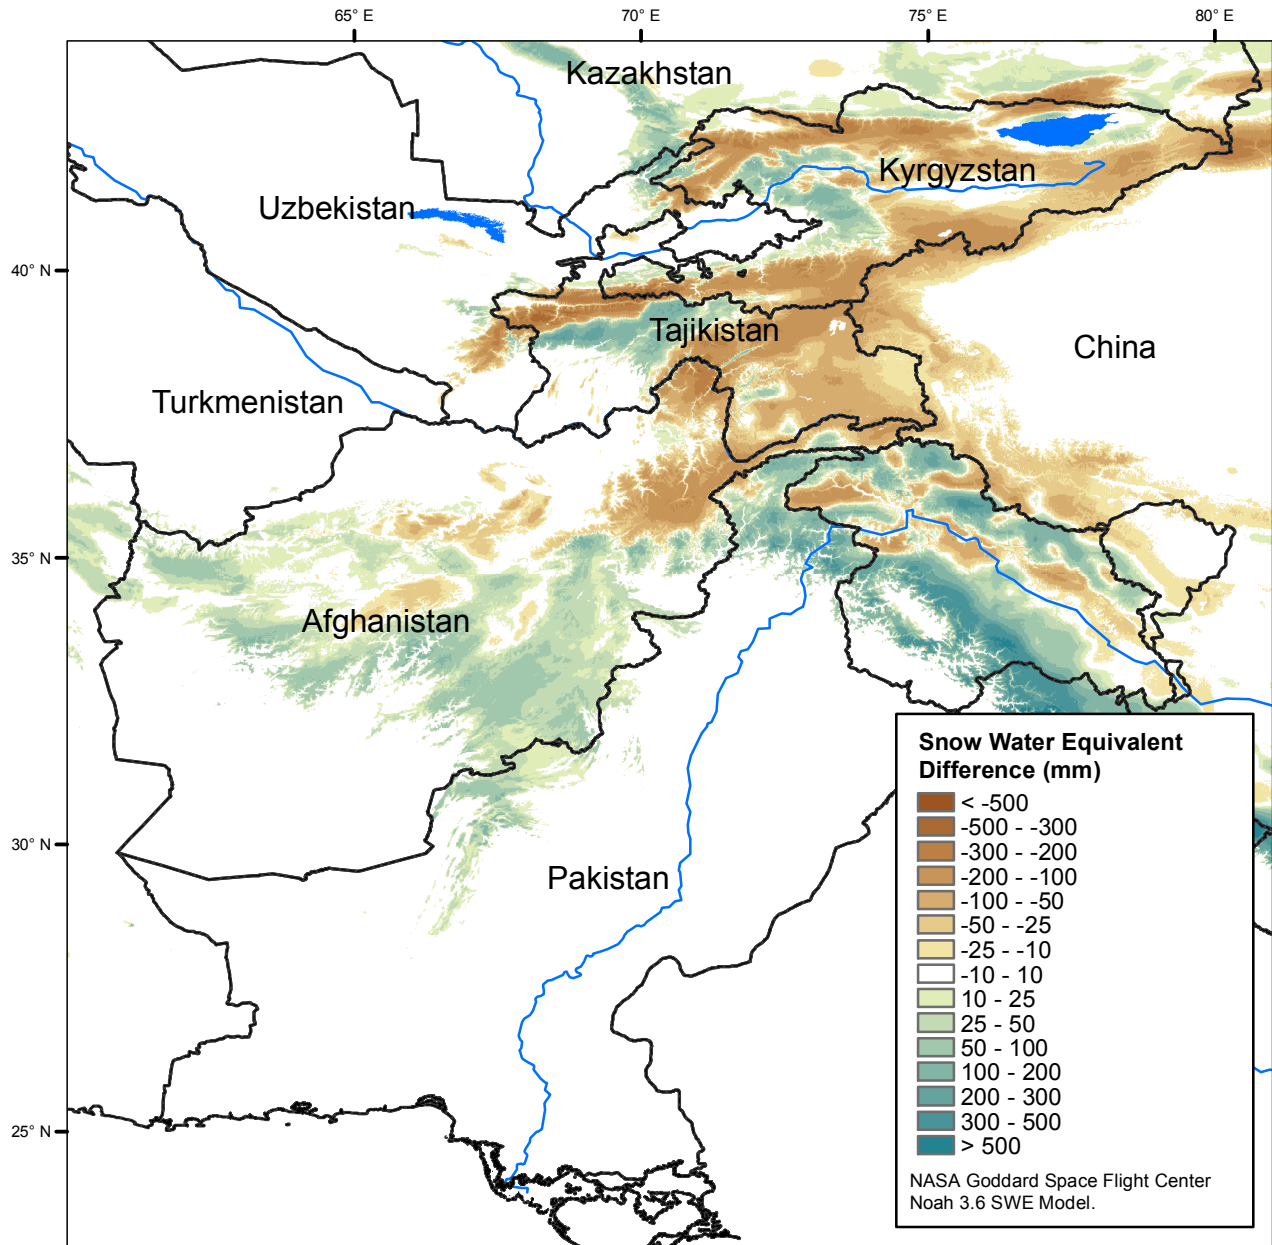 65° E
70° E
75° E
80° E
Kazakhstan
Kyrgyzstan
Uzbekistan
40° N
Tajikistan
China
Turkmenistan
35° N
Afghanistan
Snow Water Equivalent
Difference (mm)
< -500
-500 - -300
-300 - -200
-200 - -100
-100 - -50
-50 - -25
-25 - -10
-10 - 10
10 - 25
25 - 50
50 - 100
100 - 200
200 - 300
300 - 500
> 500
NASA Goddard Space Flight Center
Noah 3.6 SWE Model.
30° N
Pakistan
25° N